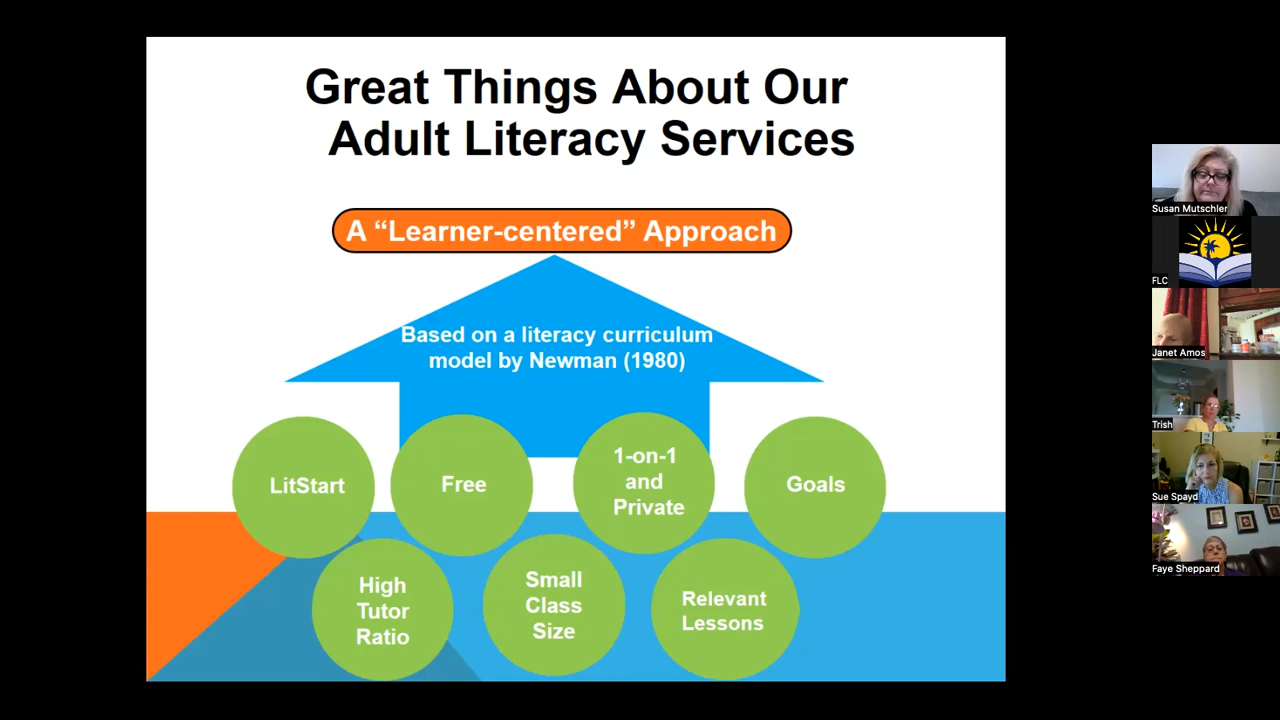 Great Things About Our
Adult Literacy Services
A “Learner-centered” Approach
Based on a literacy curriculum
model by Newman (1980)
LitStart
Free
1-on-1
and
Private
Goals
High
Tutor
Ratio
Small
Class
Size
Relevant
Lessons
Susan Mutschler
FLC
Janet Amos
Trish
Sue Spayd
Faye Sheppard